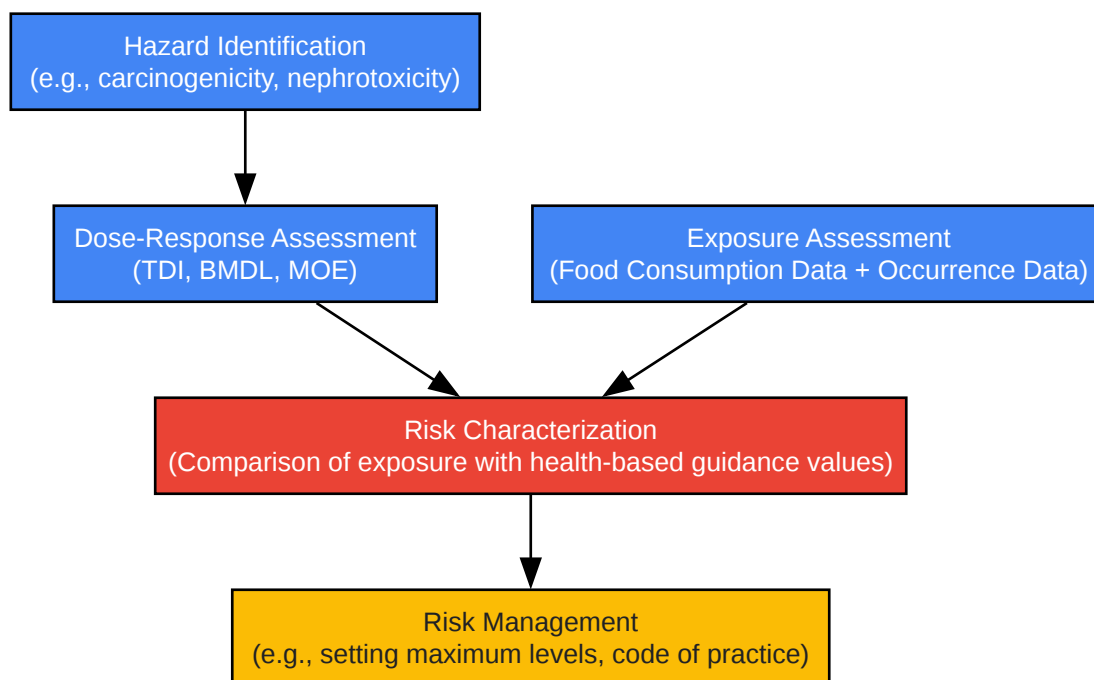 Hazard Identification
(e.g., carcinogenicity, nephrotoxicity)
Dose-Response Assessment
(TDI, BMDL, MOE)
Exposure Assessment
(Food Consumption Data + Occurrence Data)
Risk Characterization
(Comparison of exposure with health-based guidance values)
Risk Management
(e.g., setting maximum levels, code of practice)